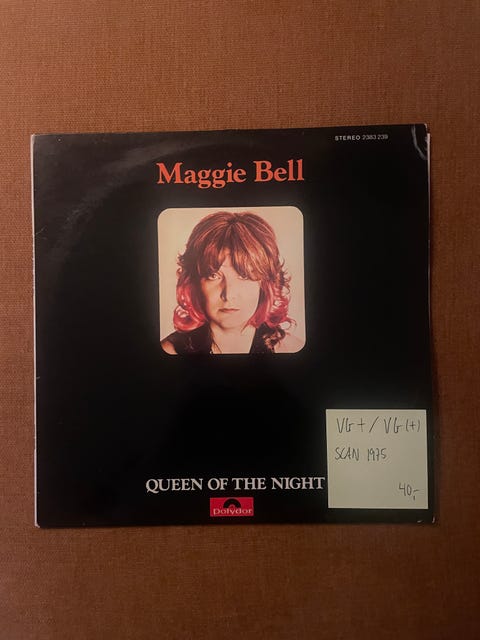 STEREO 2383 239
Maggie Bell
VG+ / VG(+)
SCAN 1975
40,-
QUEEN OF THE NIGHT
Polydor